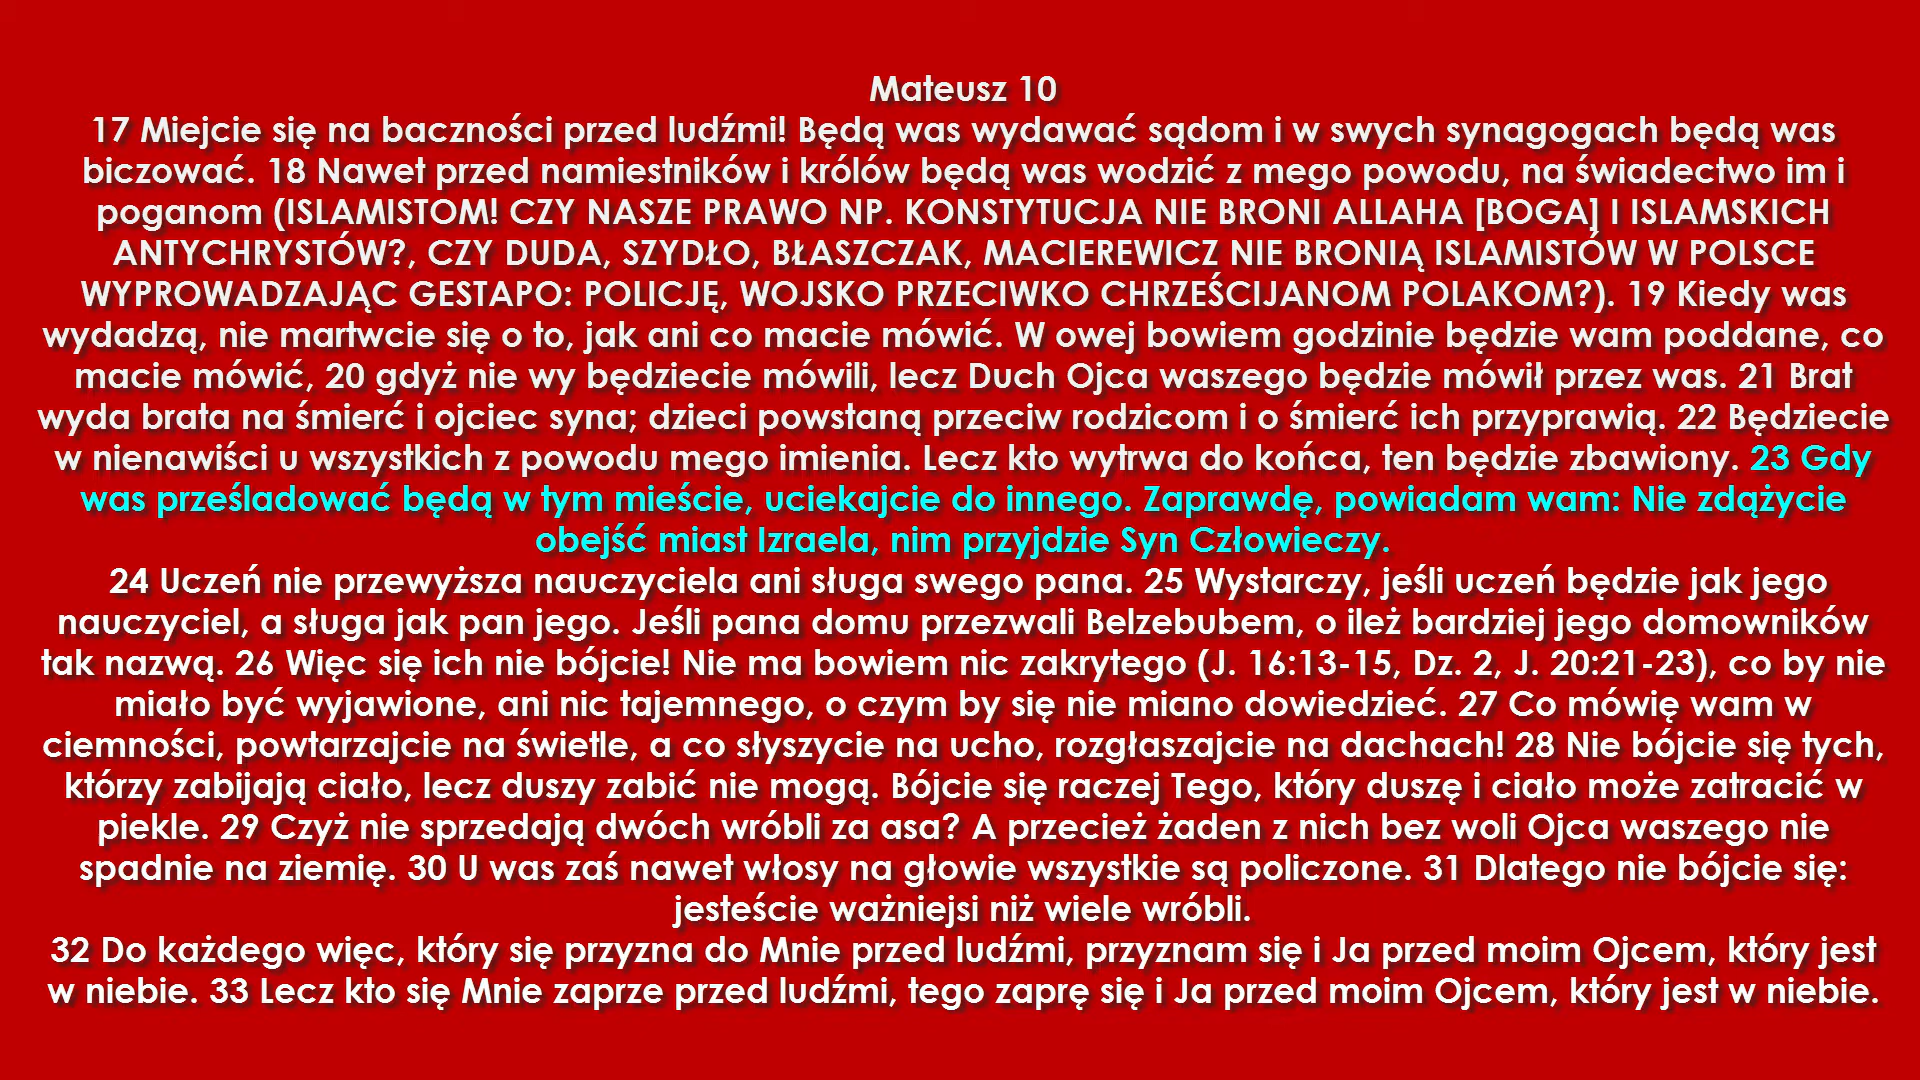 Mateusz 10
17 Miejcie się na baczności przed ludźmi! Będą was wydawać sądom i w swych synagogach będą was
biczować. 18 Nawet przed namiestników i królów będą was wodzić z mego powodu, na świadectwo im i
poganom (ISLAMISTOM! CZY NASZE PRAWO NP. KONSTYTUCJA NIE BRONI ALLAHA [BOGA] I ISLAMSKICH
ANTYCHRYSTÓW?, CZY DUDA, SZYDŁO, BŁASZCZAK, MACIEREWICZ NIE BRONIĄ ISLAMISTÓW W POLSCE
WYPROWADZAJĄC GESTAPO: POLICJĘ, WOJSKO PRZECIWKO CHRZEŚCIJANOM POLAKOM?). 19 Kiedy was
wydadzą, nie martwcie się o to, jak ani co macie mówić. W owej bowiem godzinie będzie wam poddane, co
macie mówić, 20 gdyż nie wy będziecie mówili, lecz Duch Ojca waszego będzie mówił przez was. 21 Brat
wyda brata na śmierć i ojciec syna; dzieci powstaną przeciw rodzicom i o śmierć ich przyprawią. 22 Będziecie
w nienawiści u wszystkich z powodu mego imienia. Lecz kto wytrwa do końca, ten będzie zbawiony. 23 Gdy
was prześladować będą w tym mieście, uciekajcie do innego. Zaprawdę, powiadam wam: Nie zdążycie
obejść miast Izraela, nim przyjdzie Syn Człowieczy.
24 Uczeń nie przewyższa nauczyciela ani sługa swego pana. 25 Wystarczy, jeśli uczeń będzie jak jego
nauczyciel, a sługa jak pan jego. Jeśli pana domu przezwali Belzebubem, o ileż bardziej jego domowników
tak nazwą. 26 Więc się ich nie bójcie! Nie ma bowiem nic zakrytego (J. 16:13-15, Dz. 2, J. 20:21-23), co by nie
miało być wyjawione, ani nic tajemnego, o czym by się nie miano dowiedzieć. 27 Co mówię wam w
ciemności, powtarzajcie na świetle, a co słyszycie na ucho, rozgłaszajcie na dachach! 28 Nie bójcie się tych,
którzy zabijają ciało, lecz duszy zabić nie mogą. Bójcie się raczej Tego, który duszę i ciało może zatracić w
piekle. 29 Czyż nie sprzedają dwóch wróbli za asa? A przecież żaden z nich bez woli Ojca waszego nie
spadnie na ziemię. 30 U was zaś nawet włosy na głowie wszystkie są policzone. 31 Dlatego nie bójcie się:
jesteście ważniejsi niż wiele wróbli.
32 Do każdego więc, który się przyzna do Mnie przed ludźmi, przyznam się i Ja przed moim Ojcem, który jest
w niebie. 33 Lecz kto się Mnie zaprze przed ludźmi, tego zaprę się i Ja przed moim Ojcem, który jest w niebie.